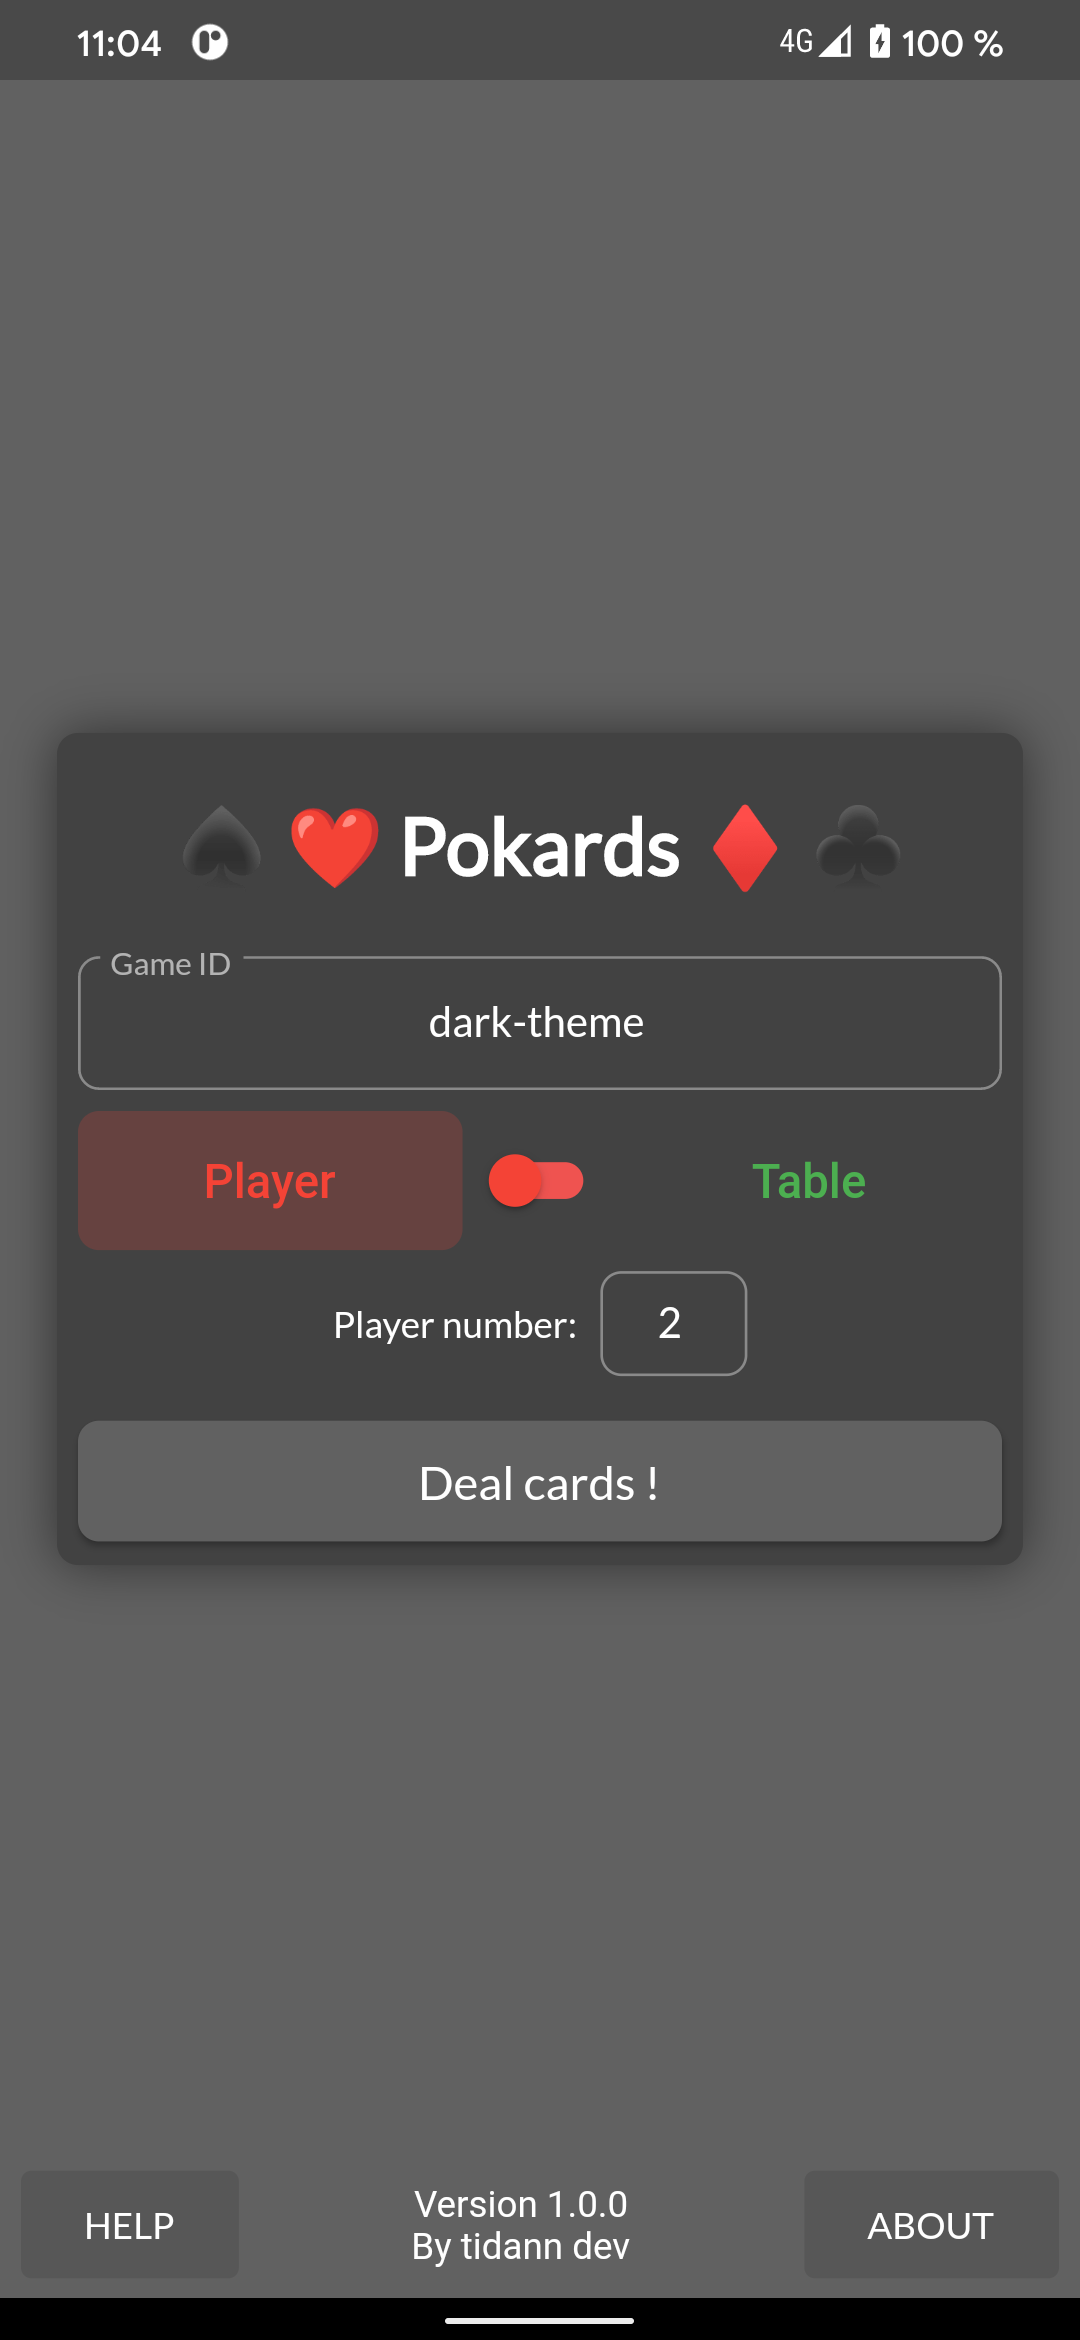 11:04 4G 100 %
♠️ ❤️ Pokards ♦️ ♣️
Game ID
dark-theme
Player Table
Player number: 2
Deal cards !
HELP
Version 1.0.0
By tidann dev
ABOUT